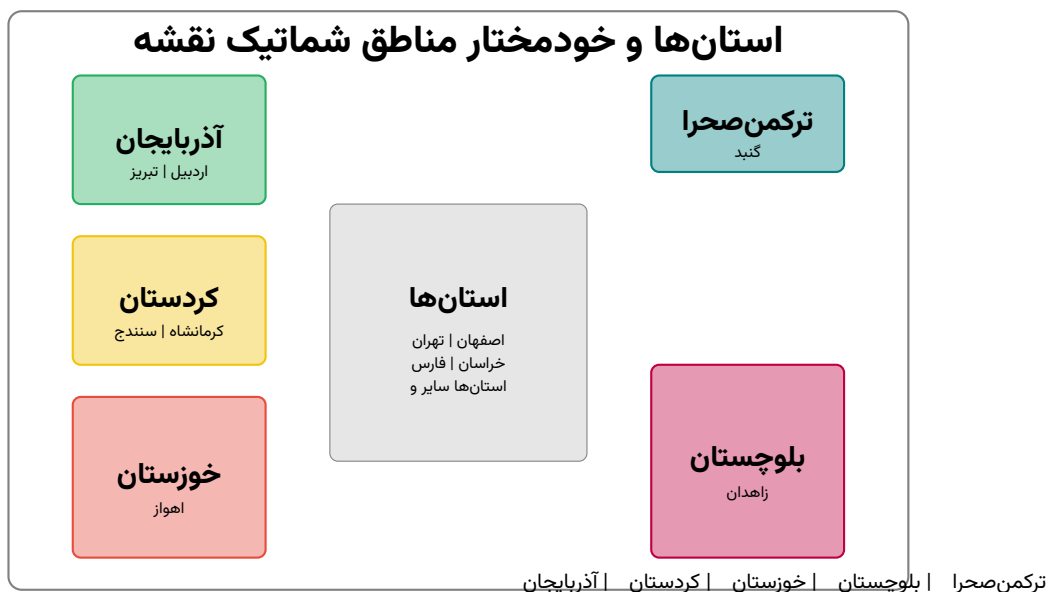 استان‌ها و خودمختار مناطق شماتیک نقشه
ترکمن‌صحرا
گنبد
آذربایجان
اردبیل | تبریز
استان‌ها
اصفهان | تهران
خراسان | فارس
استان‌ها سایر و
کردستان
کرمانشاه | سنندج
بلوچستان
زاهدان
خوزستان
اهواز
ترکمن‌صحرا | بلوچستان | خوزستان | کردستان | آذربایجان